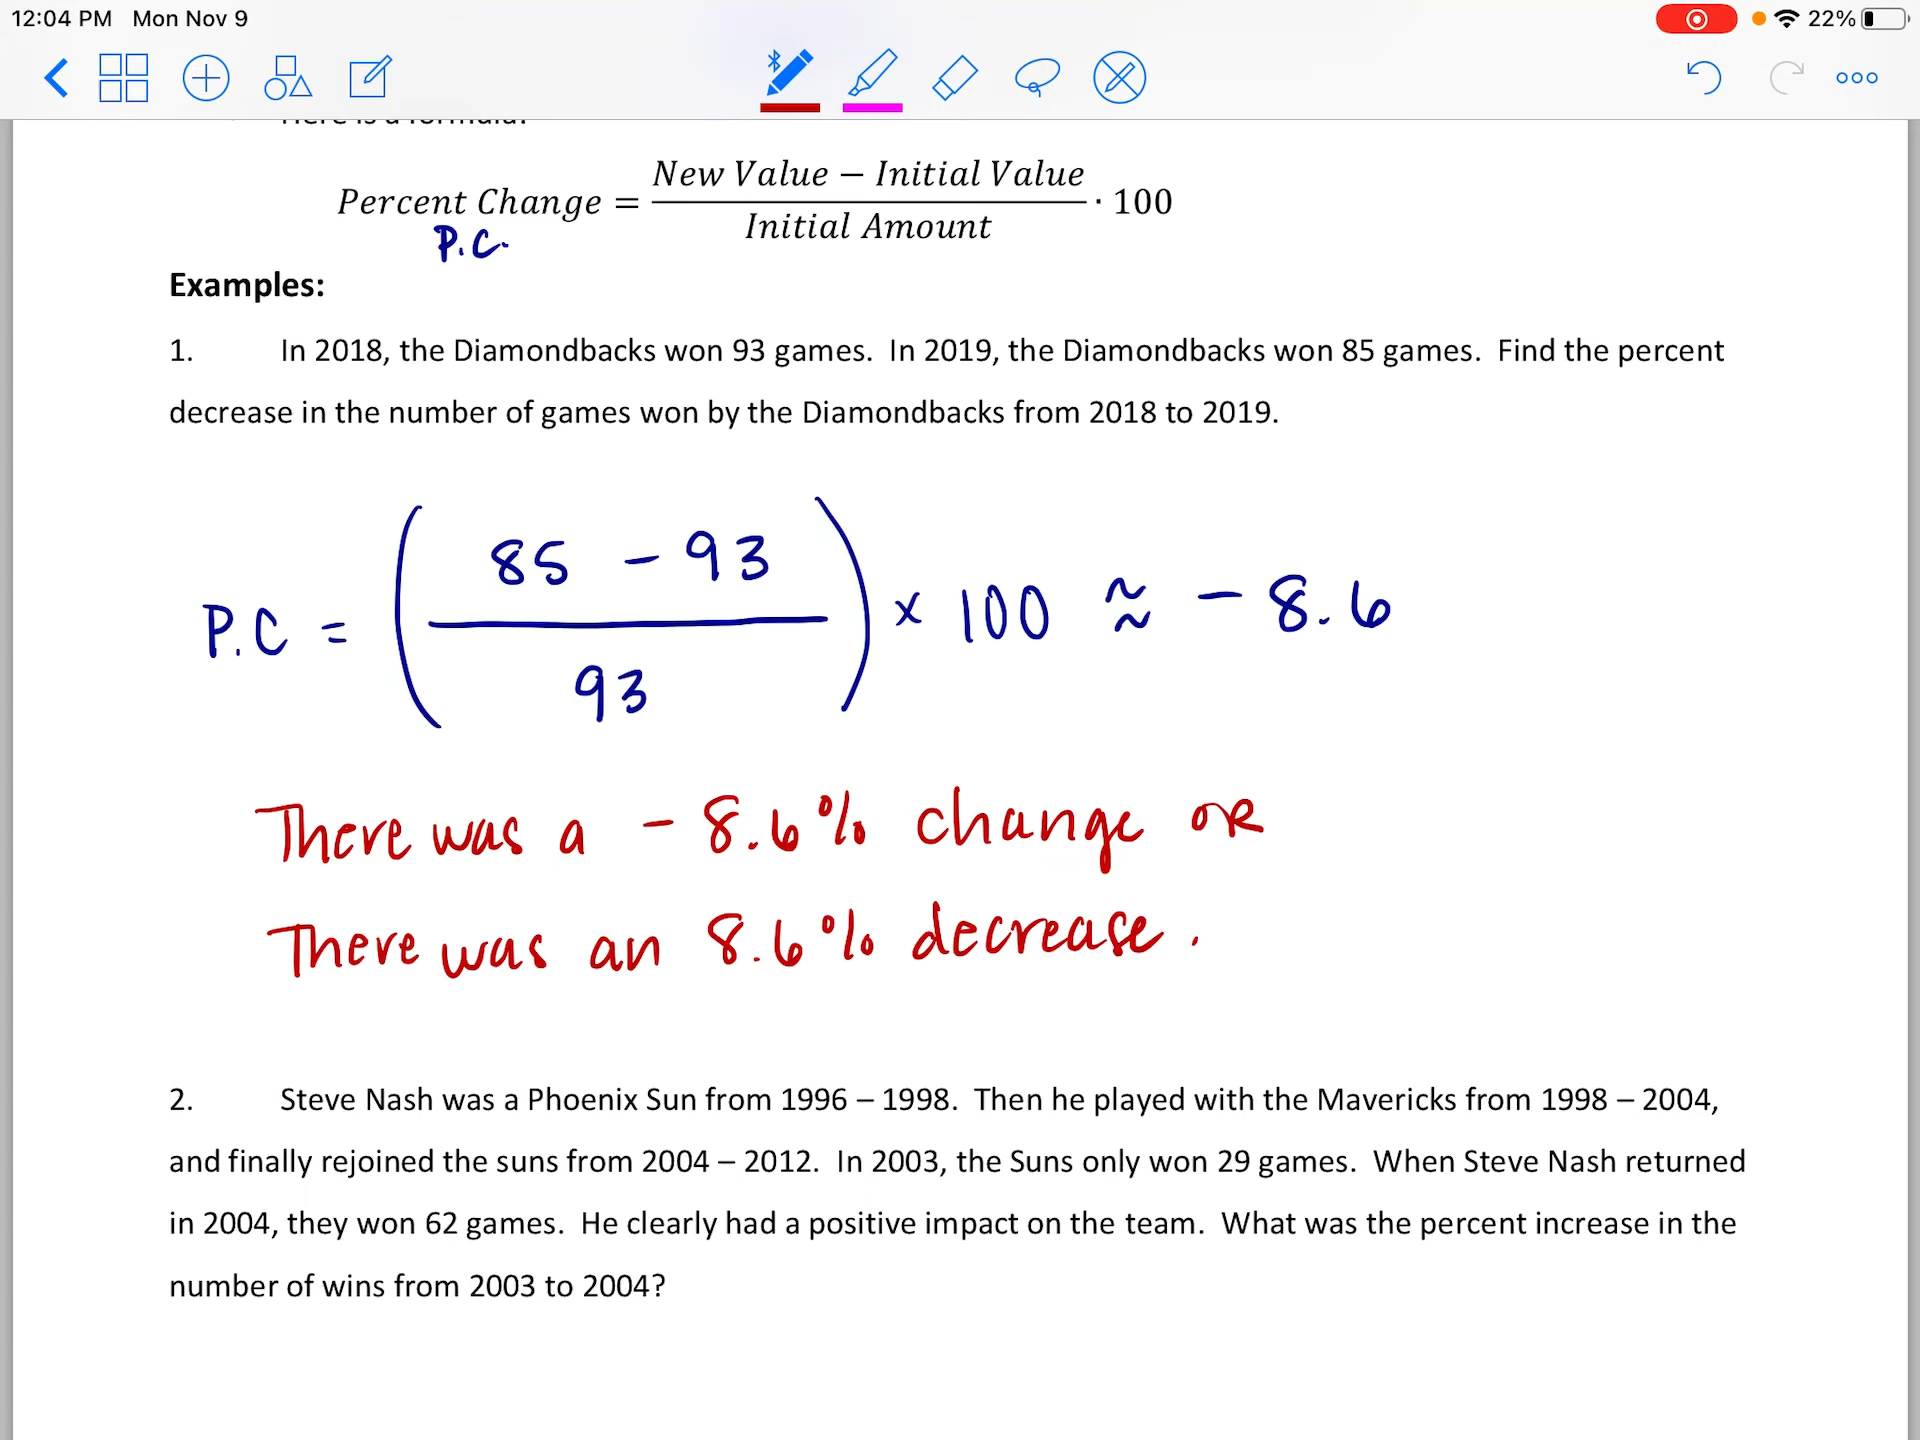 12:04 PM Mon Nov 9 22%
Here is a formula:
New Value − Initial Value
Percent Change = ⋅ 100
Initial Amount
P.C.
Examples:
1. In 2018, the Diamondbacks won 93 games. In 2019, the Diamondbacks won 85 games. Find the percent
decrease in the number of games won by the Diamondbacks from 2018 to 2019.
85 - 93
P.C = ( ) x 100 ≈ - 8.6
93
There was a - 8.6% change OR
There was an 8.6% decrease.
2. Steve Nash was a Phoenix Sun from 1996 – 1998. Then he played with the Mavericks from 1998 – 2004,
and finally rejoined the suns from 2004 – 2012. In 2003, the Suns only won 29 games. When Steve Nash returned
in 2004, they won 62 games. He clearly had a positive impact on the team. What was the percent increase in the
number of wins from 2003 to 2004?